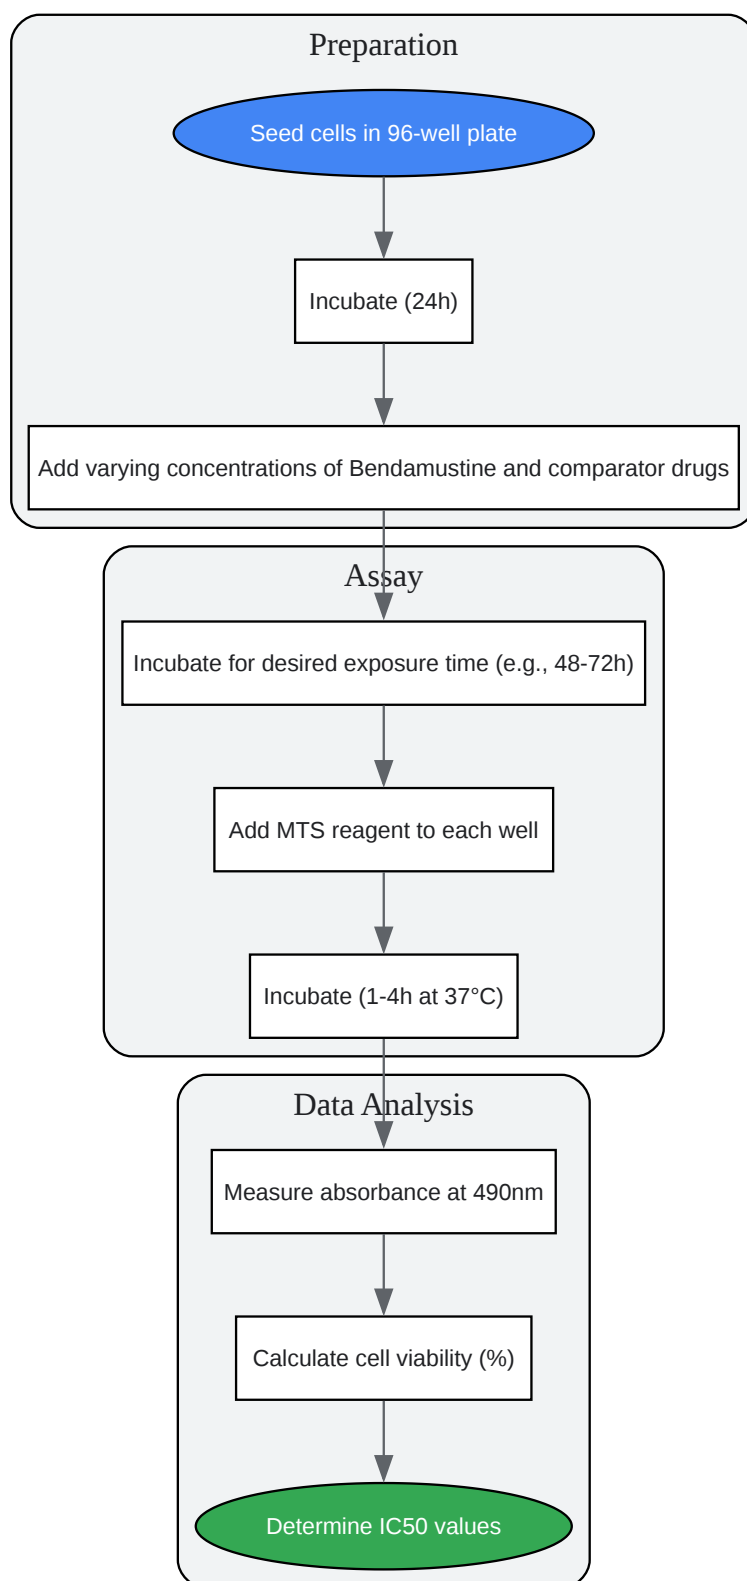 Preparation
Seed cells in 96-well plate
Incubate (24h)
Add varying concentrations of Bendamustine and comparator drugs
Assay
Incubate for desired exposure time (e.g., 48-72h)
Add MTS reagent to each well
Incubate (1-4h at 37°C)
Data Analysis
Measure absorbance at 490nm
Calculate cell viability (%)
Determine IC50 values